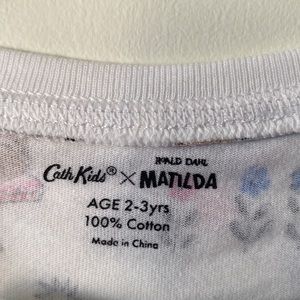 ROALD DAHL
Cath Kids® × MATILDA
AGE 2-3yrs
100% Cotton
Made in China